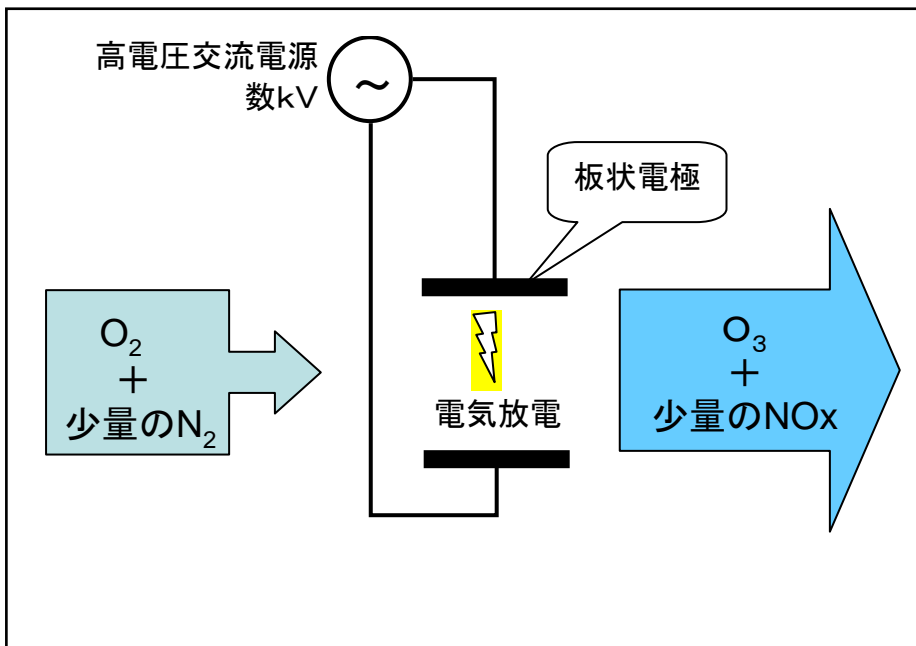 高電圧交流電源
数kV
~
板状電極
O₂
+
少量のN₂
電気放電
O₃
+
少量のNOx